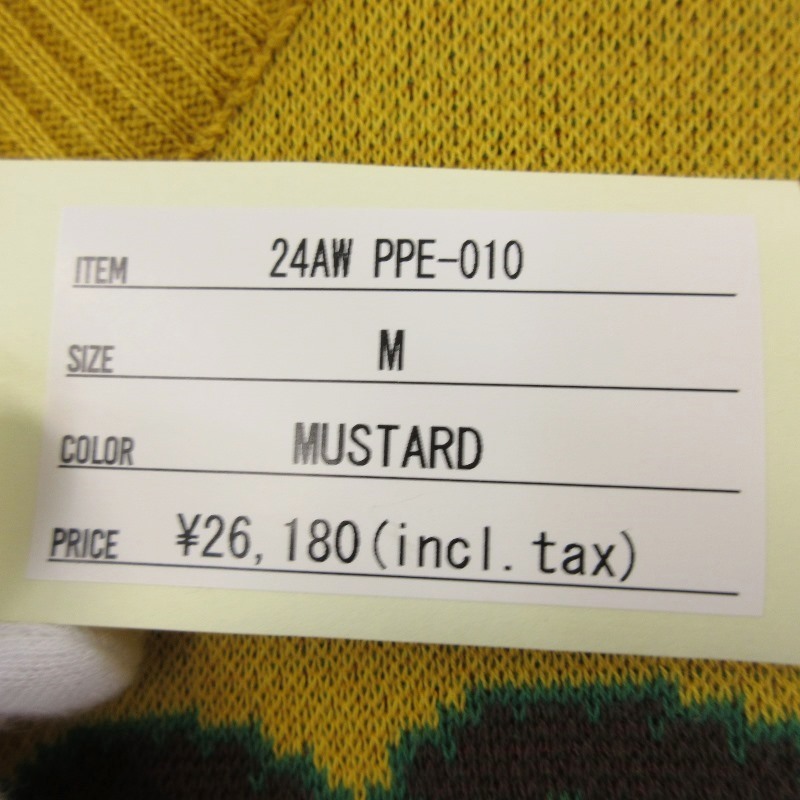 ITEM 24AW PPE-010
SIZE M
COLOR MUSTARD
PRICE ¥26,180(incl.tax)